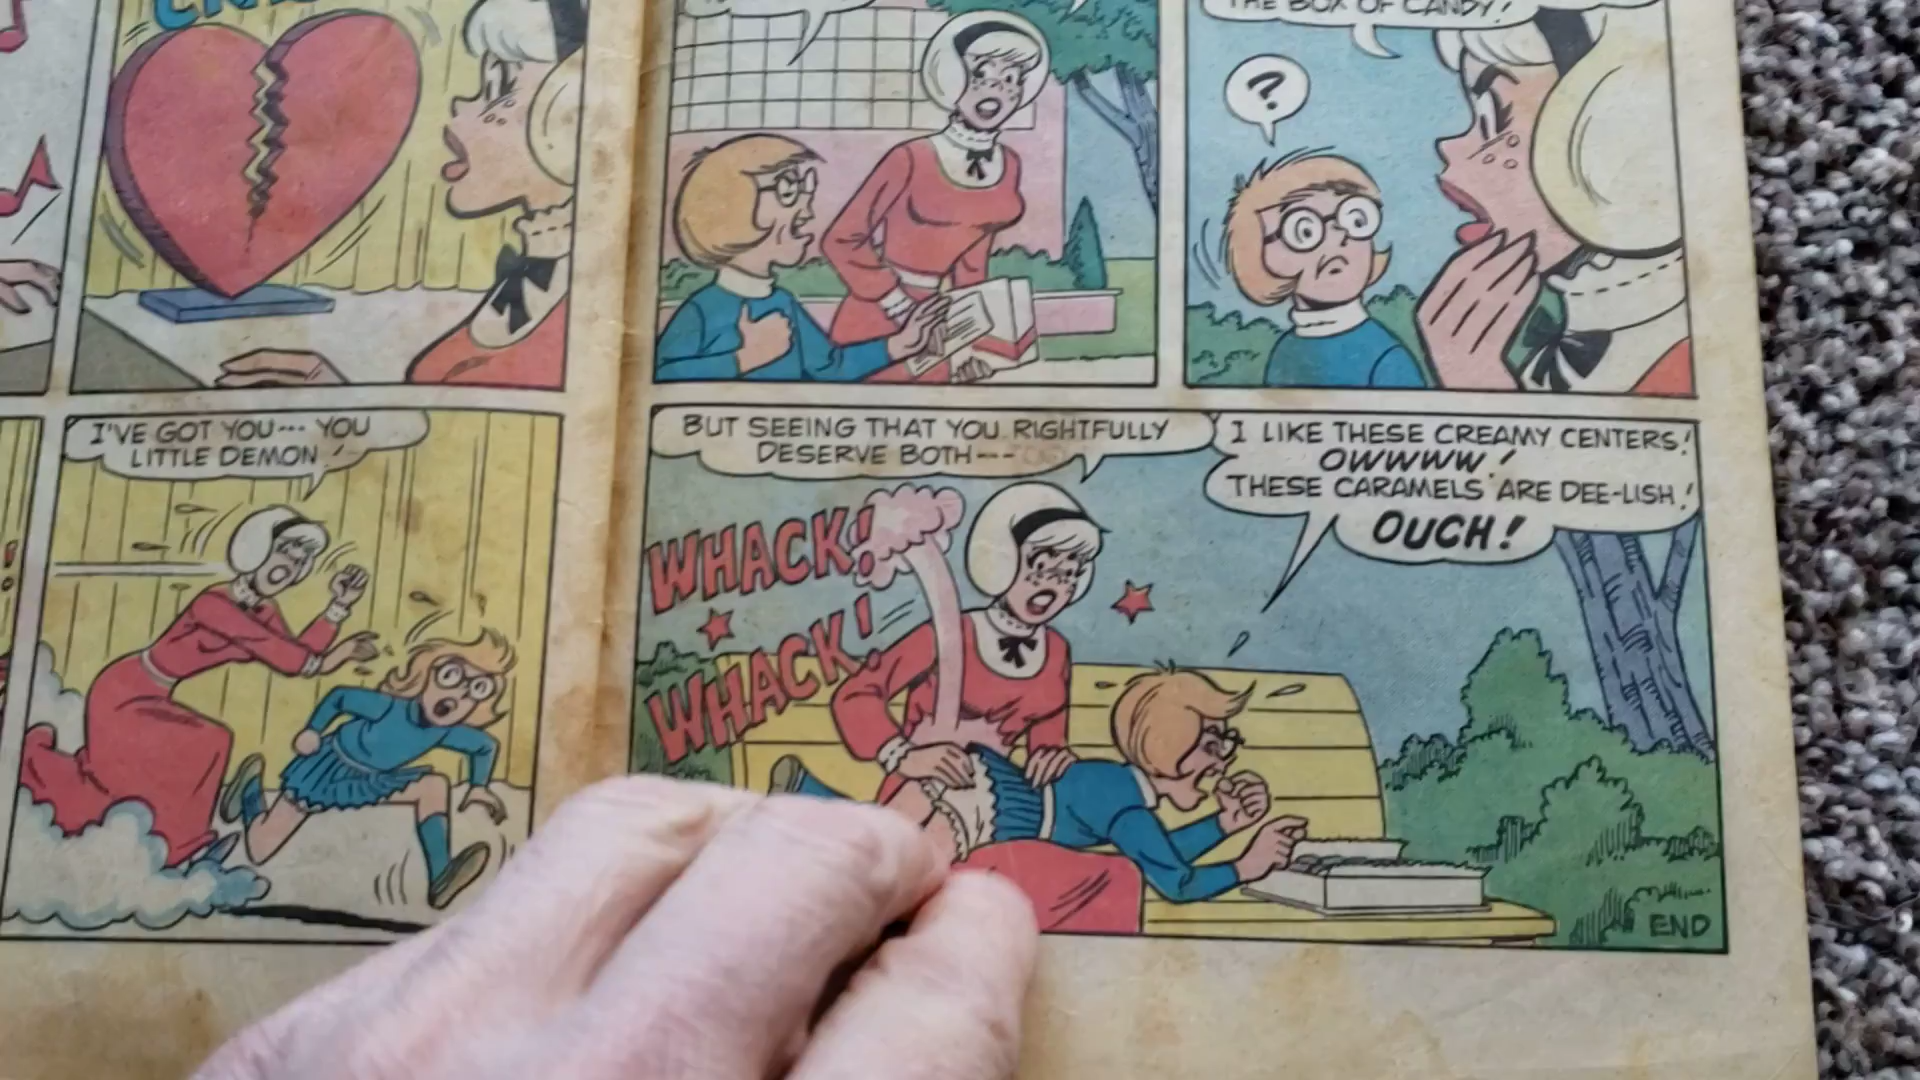 THE BOX OF CANDY!
?
I'VE GOT YOU--- YOU
LITTLE DEMON!
BUT SEEING THAT YOU RIGHTFULLY
DESERVE BOTH---
I LIKE THESE CREAMY CENTERS!
OWWWW!
THESE CARAMELS ARE DEE-LISH!
OUCH!
WHACK!
WHACK!
END